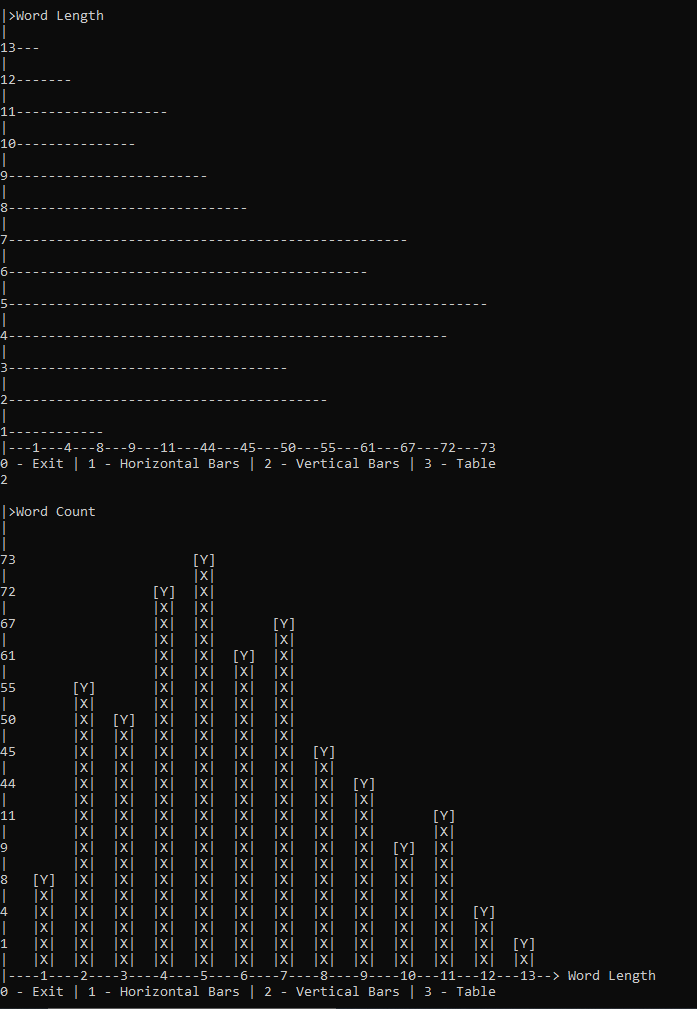 |>Word Length
|
13---
|
12-------
|
11-------------------
|
10---------------
|
9-------------------------
|
8------------------------------
|
7--------------------------------------------------
|
6---------------------------------------------
|
5------------------------------------------------------------
|
4-------------------------------------------------------
|
3-----------------------------------
|
2----------------------------------------
|
1------------
|---1---4---8---9---11---44---45---50---55---61---67---72---73
0 - Exit | 1 - Horizontal Bars | 2 - Vertical Bars | 3 - Table
2
|>Word Count
|
|
73                      [Y]
|                       |X|
72                 [Y]  |X|
|                  |X|  |X|
67                 |X|  |X|       [Y]
|                  |X|  |X|       |X|
61                 |X|  |X|  [Y]  |X|
|                  |X|  |X|  |X|  |X|
55       [Y]       |X|  |X|  |X|  |X|
|        |X|       |X|  |X|  |X|  |X|
50       |X|  [Y]  |X|  |X|  |X|  |X|
|        |X|  |X|  |X|  |X|  |X|  |X|
45       |X|  |X|  |X|  |X|  |X|  |X|  [Y]
|        |X|  |X|  |X|  |X|  |X|  |X|  |X|
44       |X|  |X|  |X|  |X|  |X|  |X|  |X|  [Y]
|        |X|  |X|  |X|  |X|  |X|  |X|  |X|  |X|
11       |X|  |X|  |X|  |X|  |X|  |X|  |X|  |X|       [Y]
|        |X|  |X|  |X|  |X|  |X|  |X|  |X|  |X|       |X|
9        |X|  |X|  |X|  |X|  |X|  |X|  |X|  |X|  [Y]  |X|
|        |X|  |X|  |X|  |X|  |X|  |X|  |X|  |X|  |X|  |X|
8   [Y]  |X|  |X|  |X|  |X|  |X|  |X|  |X|  |X|  |X|  |X|
|   |X|  |X|  |X|  |X|  |X|  |X|  |X|  |X|  |X|  |X|  |X|
4   |X|  |X|  |X|  |X|  |X|  |X|  |X|  |X|  |X|  |X|  |X|  [Y]
|   |X|  |X|  |X|  |X|  |X|  |X|  |X|  |X|  |X|  |X|  |X|  |X|
1   |X|  |X|  |X|  |X|  |X|  |X|  |X|  |X|  |X|  |X|  |X|  |X|  [Y]
|   |X|  |X|  |X|  |X|  |X|  |X|  |X|  |X|  |X|  |X|  |X|  |X|  |X|
|----1----2----3----4----5----6----7----8----9----10---11---12---13--> Word Length
0 - Exit | 1 - Horizontal Bars | 2 - Vertical Bars | 3 - Table